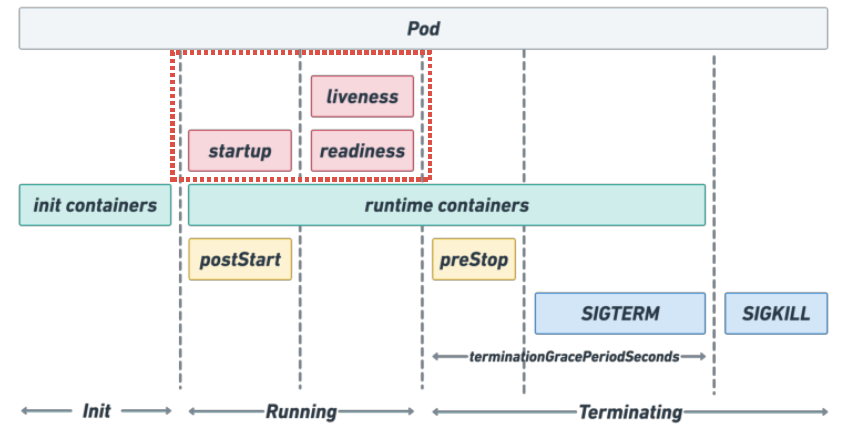 Pod
liveness
startup
readiness
init containers
runtime containers
postStart
preStop
SIGTERM
SIGKILL
terminationGracePeriodSeconds
Init
Running
Terminating